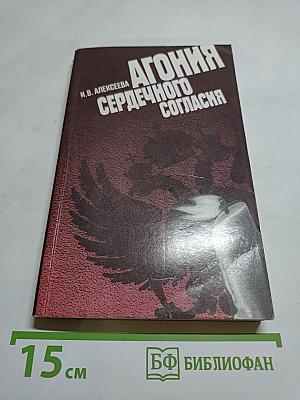 И.В. АЛЕКСЕЕВА
АГОНИЯ
СЕРДЕЧНОГО
СОГЛАСИЯ
15 см
БФ БИБЛИОФАН